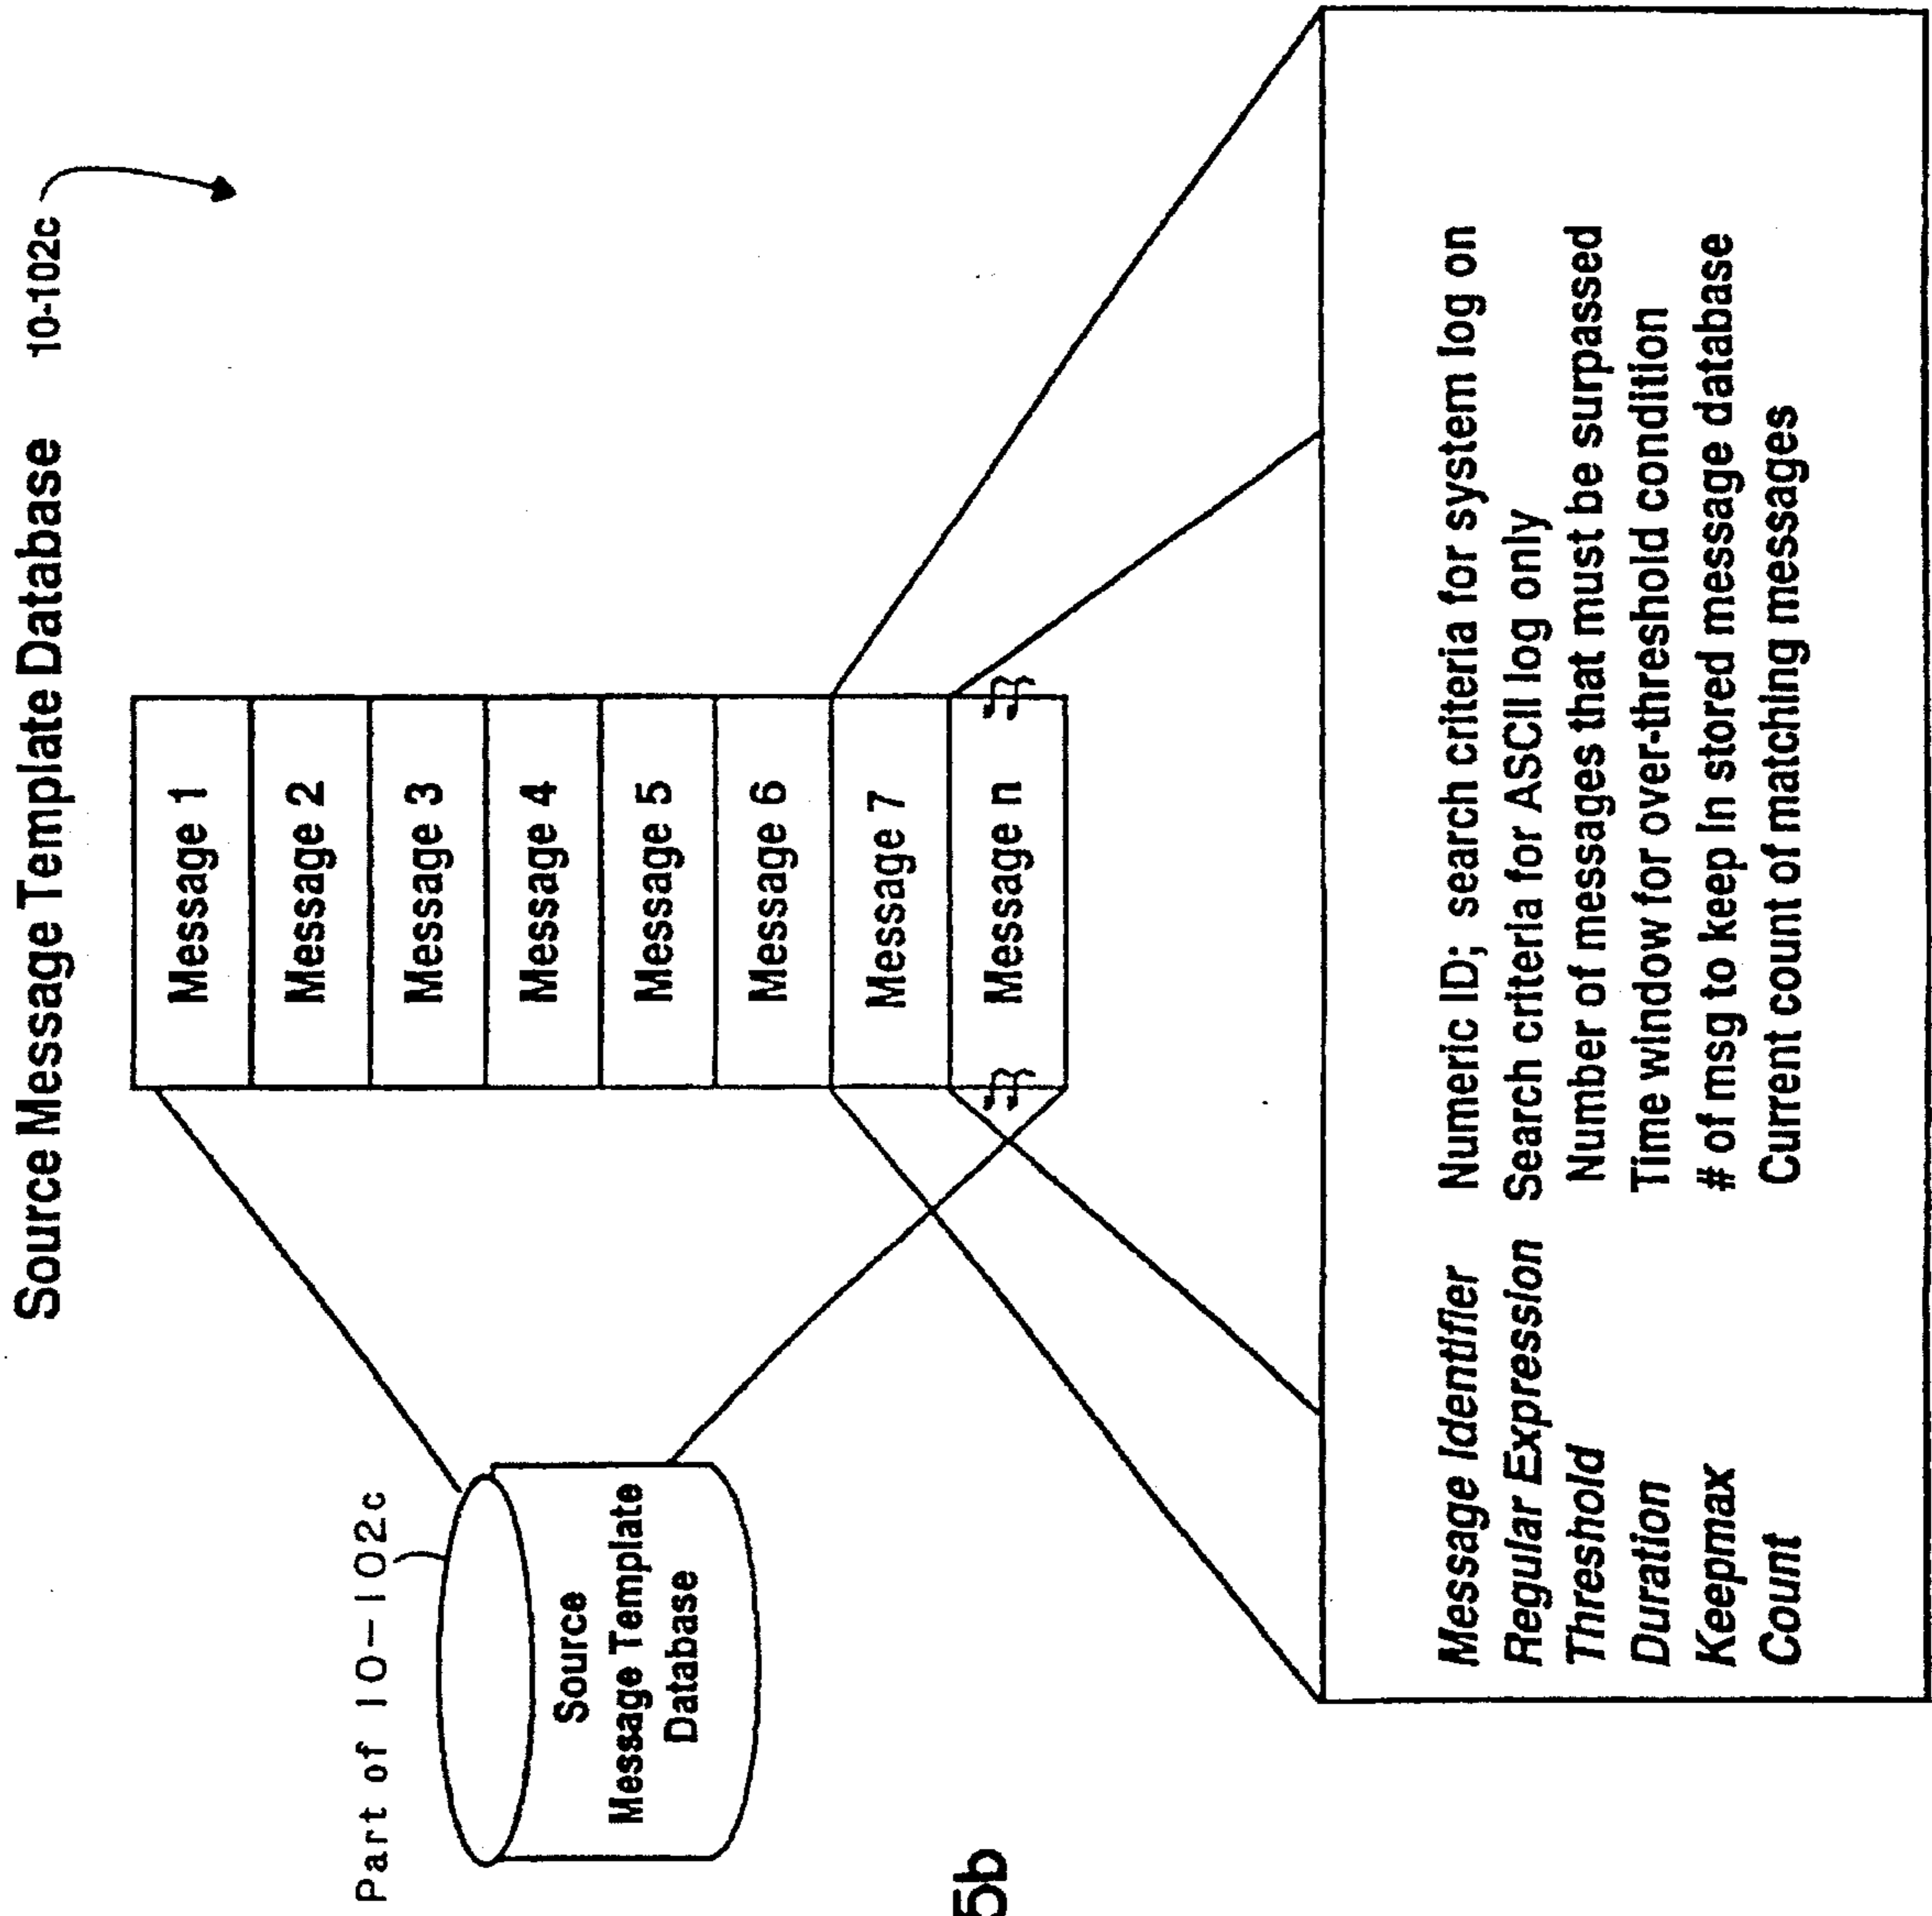 Source Message Template Database 10-102c
Part of 10-102c
Source
Message Template
Database
Message 1
Message 2
Message 3
Message 4
Message 5
Message 6
Message 7
Message n
Message Identifier Numeric ID; search criteria for system log on
Regular Expression Search criteria for ASCII log only
Threshold Number of messages that must be surpassed
Duration Time window for over-threshold condition
Keepmax # of msg to keep in stored message database
Count Current count of matching messages
5b